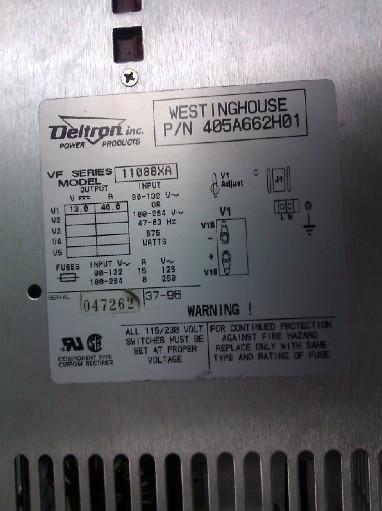 Deltron inc.
POWER PRODUCTS
WESTINGHOUSE
P/N 405A662H01
VF SERIES
MODEL 11088XA
OUTPUT INPUT
V A 90-132 V~
OR
180-264 V~
47-63 Hz
675
WATTS
V1 13.0 46.0
V2
V3
V4
V5
V1
Adjust
J1
L N
V1
V1S
-
+
V1S
FUSES INPUT V~ A V~
90-132 15 125
180-264 8 250
SERIAL 047262 37-96
WARNING !
COMPONENT TYPE
CUSTOM RECTIFIER
ALL 115/230 VOLT
SWITCHES MUST BE
SET AT PROPER
VOLTAGE
FOR CONTINUED PROTECTION
AGAINST FIRE HAZARD
REPLACE ONLY WITH SAME
TYPE AND RATING OF FUSE